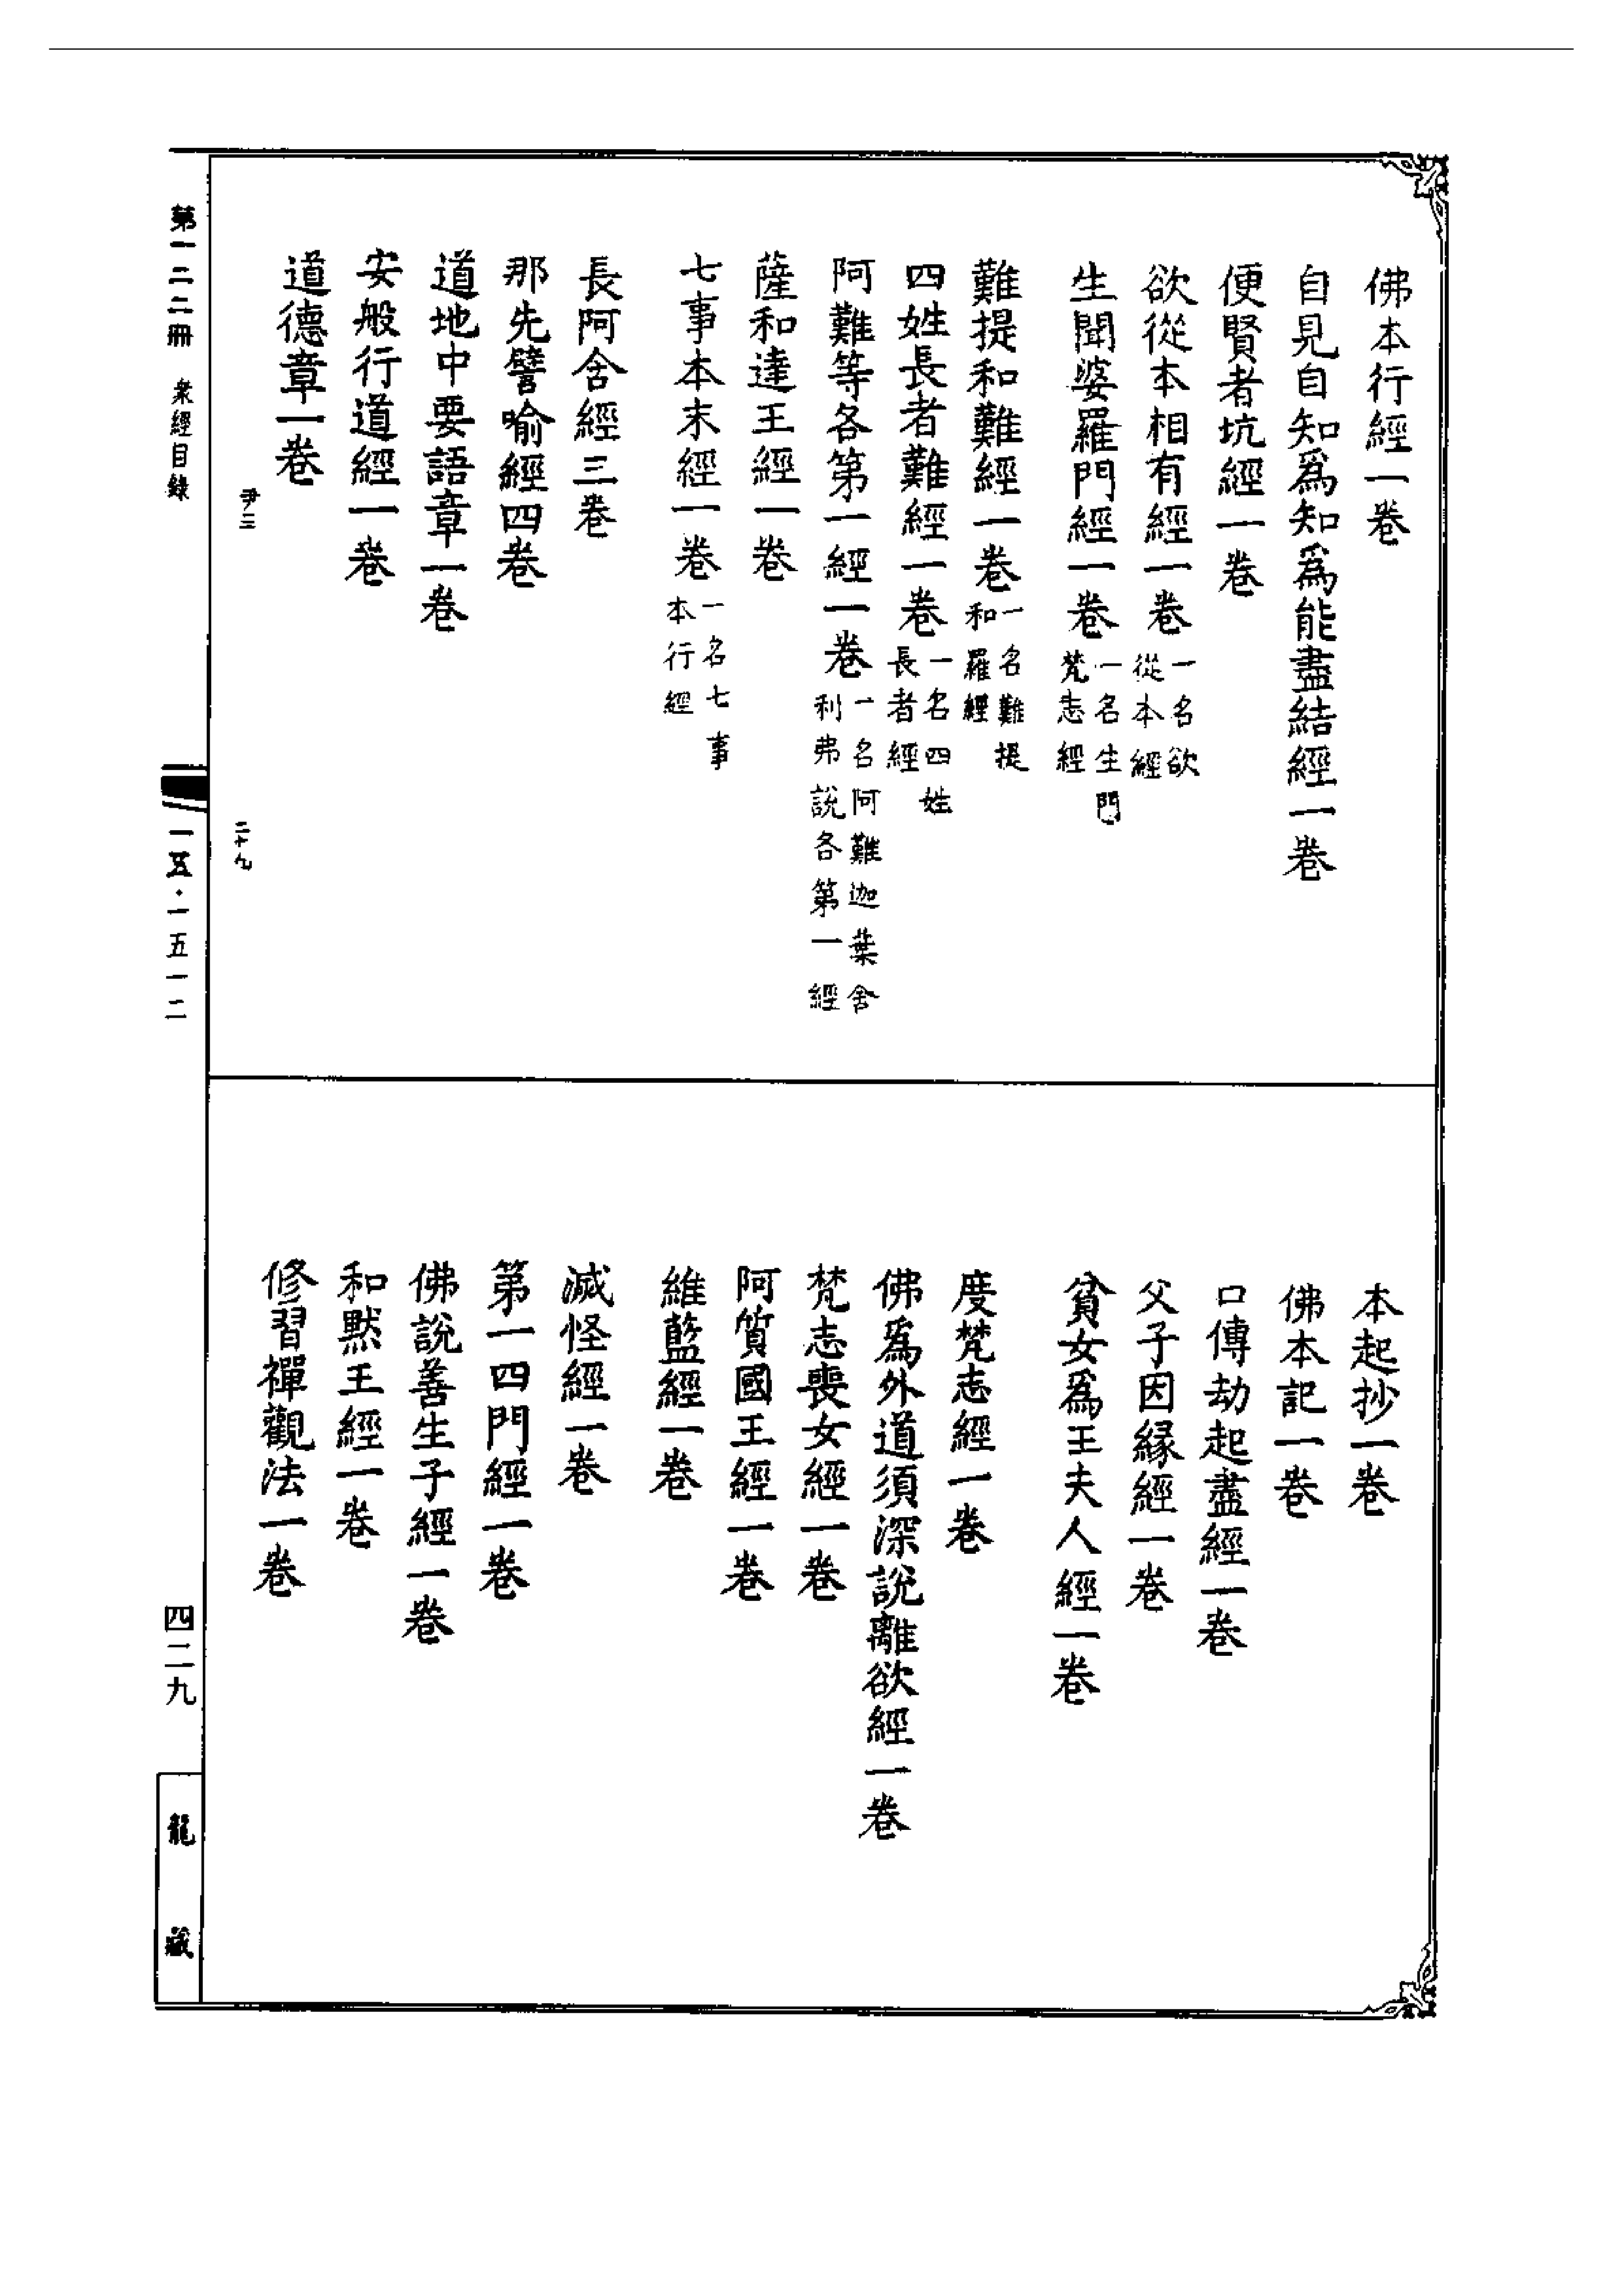 佛本行經一卷
自見自知爲知爲能盡結經一卷
便賢者坑經一卷
欲從本相有經一卷一名欲從本經
生聞婆羅門經一卷一名生門梵志經
難提和難經一卷一名難提和羅經
四姓長者難經一卷一名四姓長者經
阿難等各第一經一卷一名阿難迦葉舍利弗說各第一經
薩和達王經一卷
七事本末經一卷一名七事本行經
長阿舍經三卷
那先譬喻經四卷
道地中要語章一卷
安般行道經一卷
道德章一卷
尹三
二十九
本起抄一卷
佛本記一卷
口傳劫起盡經一卷
父子因緣經一卷
貧女爲王夫人經一卷
度梵志經一卷
佛爲外道須深說離欲經一卷
梵志喪女經一卷
阿質國王經一卷
維藍經一卷
滅怪經一卷
第一四門經一卷
佛說善生子經一卷
和默王經一卷
修習禪觀法一卷
第一二二冊 衆經目錄
一五·一五一二
四二九
龍藏